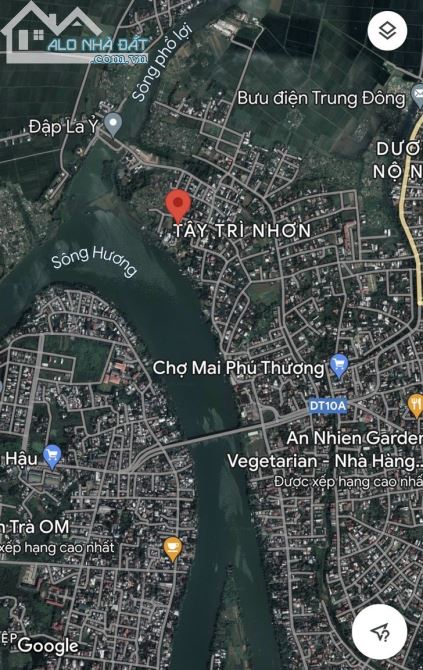 ALO NHÀ ĐẤT
.com.vn
Sông phổ lợi
Bưu điện Trung Đông
Đập La Ỷ
DƯƠ
NỘ N
TÂY TRÌ NHƠN
Sông Hương
Chợ Mai Phú Thượng
DT10A
An Nhien Garden
Vegetarian - Nhà Hàng...
Được xếp hạng cao nhấ
Hậu
n Trà OM
xếp hạng cao nhất
ỆP
Google